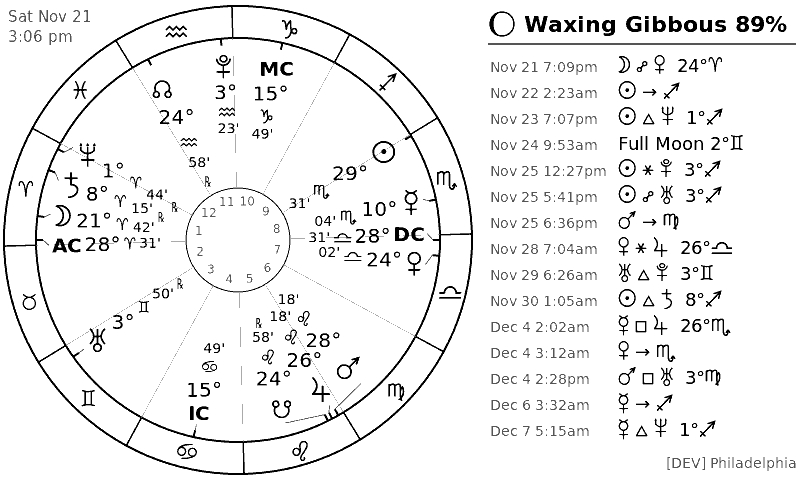 Sat Nov 21
3:06 pm
Waxing Gibbous 89%
Nov 21 7:09pm ☽ ☍ ♀ 24°♈
Nov 22 2:23am ☉ → ♐
Nov 23 7:07pm ☉ △ ♆ 1°♐
Nov 24 9:53am Full Moon 2°♊
Nov 25 12:27pm ☉ ⚹ ⯓ 3°♐
Nov 25 5:41pm ☉ ☍ ♅ 3°♐
Nov 25 6:36pm ♂ → ♍
Nov 28 7:04am ♀ ⚹ ♃ 26°♎
Nov 29 6:26am ♅ △ ⯓ 3°♊
Nov 30 1:05am ☉ △ ♄ 8°♐
Dec 4 2:02am ☿ □ ♃ 26°♏
Dec 4 3:12am ♀ → ♏
Dec 4 2:28pm ♂ □ ♅ 3°♍
Dec 6 3:32am ☿ → ♐
Dec 7 5:15am ☿ △ ♆ 1°♐
[DEV] Philadelphia
♒
♑
♓
♐
♈
♏
♉
♎
♊
♍
♋
♌
⯓ 3° ♒ 23'
MC 15° ♑ 49'
☊ 24° ♒ 58' ℞
♆ 1° ♈ 44' ℞
♄ 8° ♈ 15' ℞
☽ 21° ♈ 42'
AC 28° ♈ 31'
☉ 29° ♏ 31'
☿ 10° ♏ 04'
DC 28° ♎ 31'
♀ 24° ♎ 02'
♅ 3° ♊ 50' ℞
IC 15° ♋ 49'
☋ 24° ♌ 58' ℞
♃ 26° ♌ 18'
♂ 28° ♌ 18'
1
2
3
4
5
6
7
8
9
10
11
12